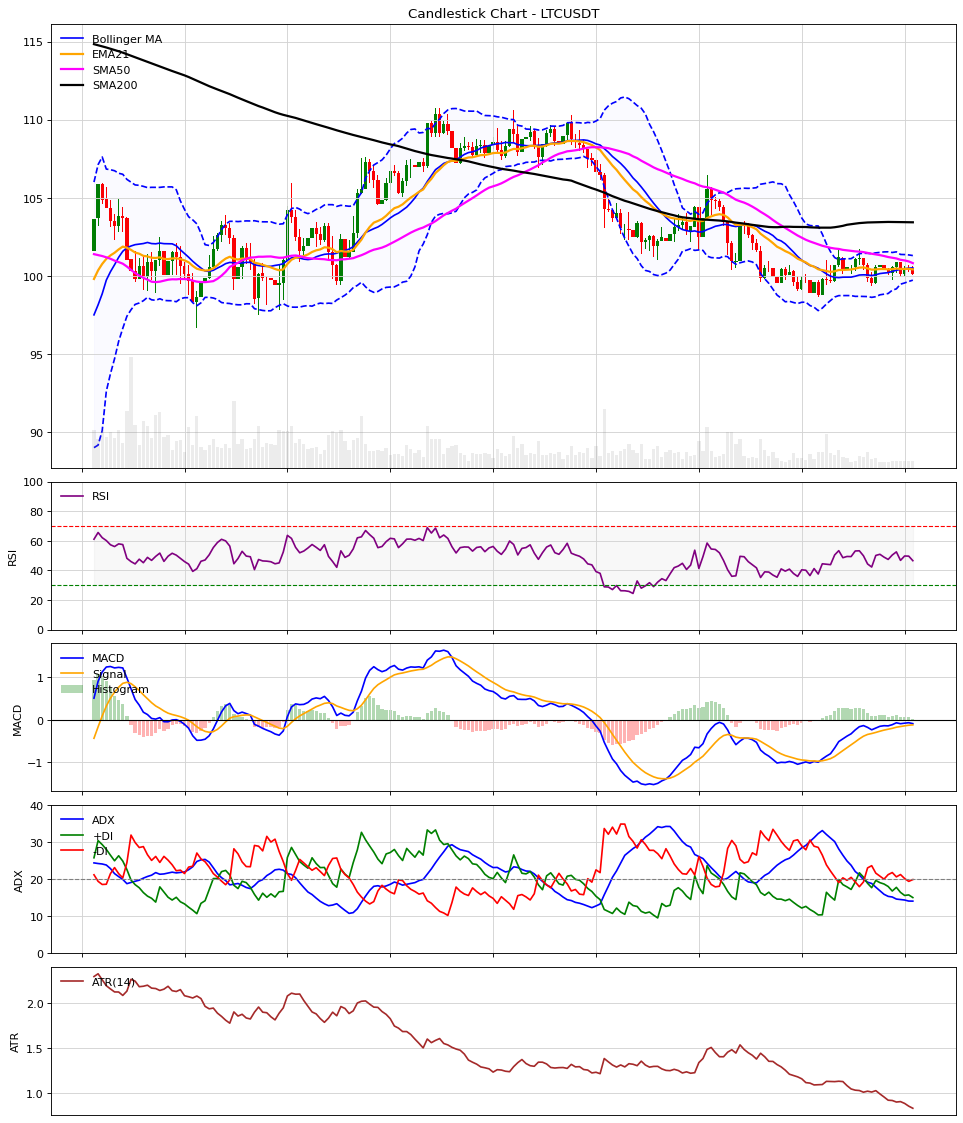 Candlestick Chart - LTCUSDT
Bollinger MA
EMA21
SMA50
SMA200
115
110
105
100
95
90
RSI
RSI
100
80
60
40
20
0
MACD
Signal
Histogram
MACD
1
0
−1
ADX
+DI
-DI
ADX
40
30
20
10
0
ATR(14)
ATR
2.0
1.5
1.0